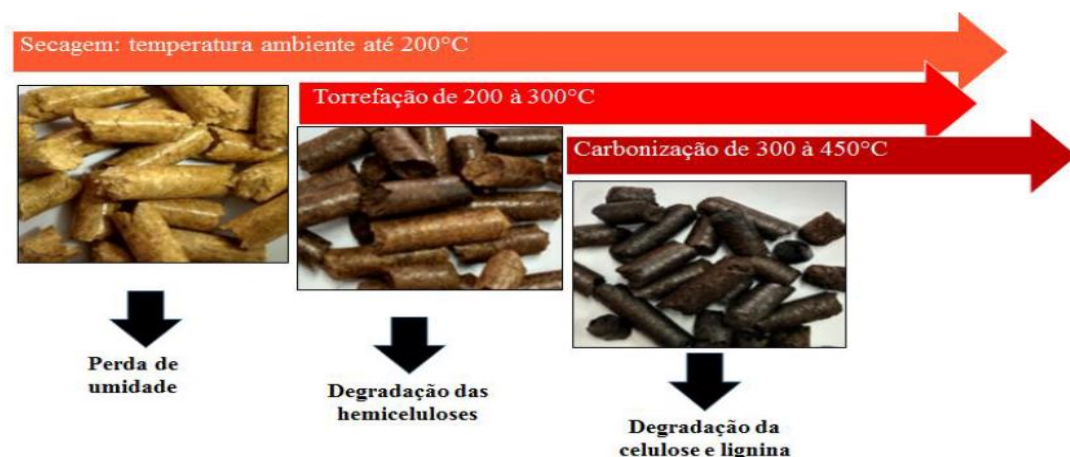 Secagem: temperatura ambiente até 200°C
Torrefação de 200 à 300°C
Carbonização de 300 à 450°C
Perda de
umidade
Degradação das
hemiceluloses
Degradação da
celulose e lignina